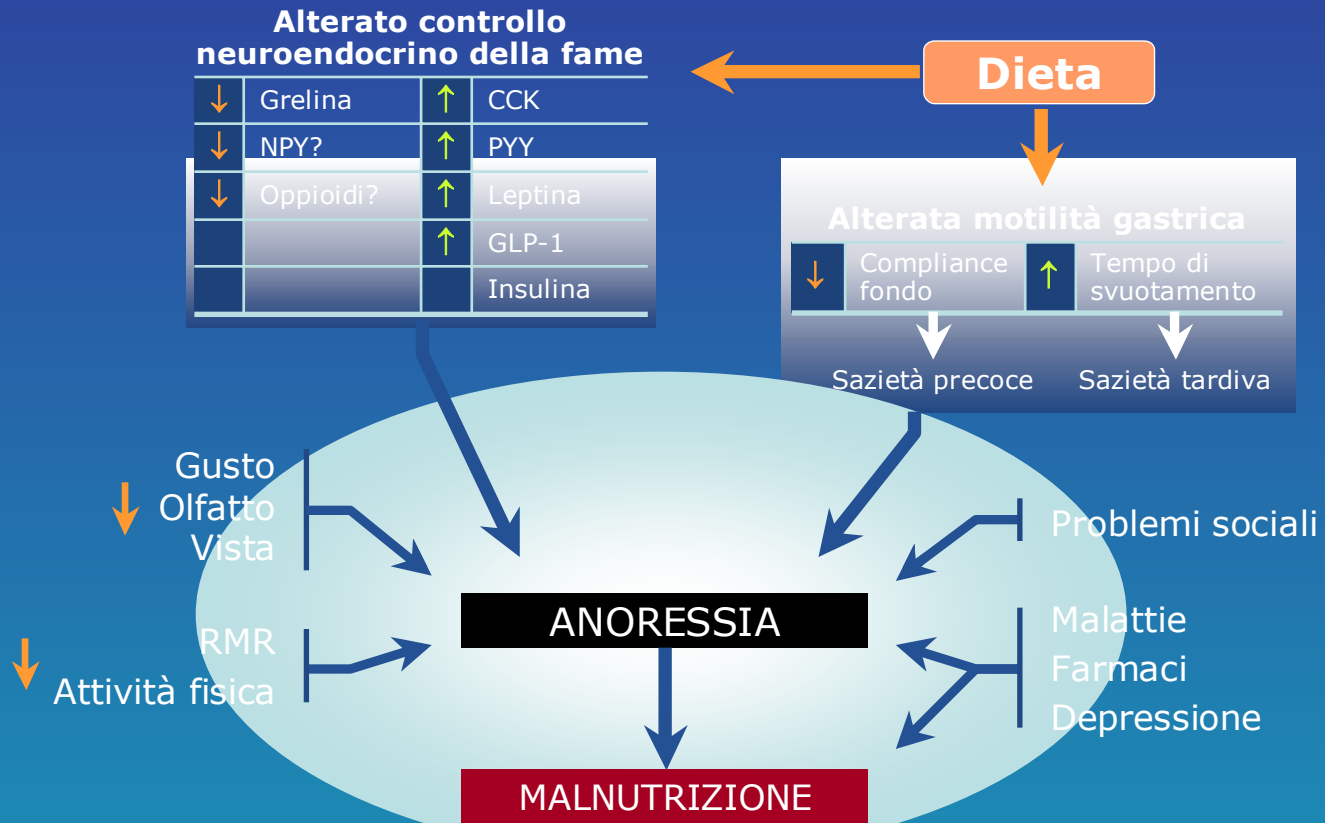 Alterato controllo
neuroendocrino della fame
↓ Grelina ↑ CCK
↓ NPY? ↑ PYY
↓ Oppioidi? ↑ Leptina
↑ GLP-1
Insulina
Dieta
Alterata motilità gastrica
↓ Compliance
fondo
↑ Tempo di
svuotamento
Sazietà precoce
Sazietà tardiva
Gusto
Olfatto
Vista
RMR
Attività fisica
Problemi sociali
Malattie
Farmaci
Depressione
ANORESSIA
MALNUTRIZIONE